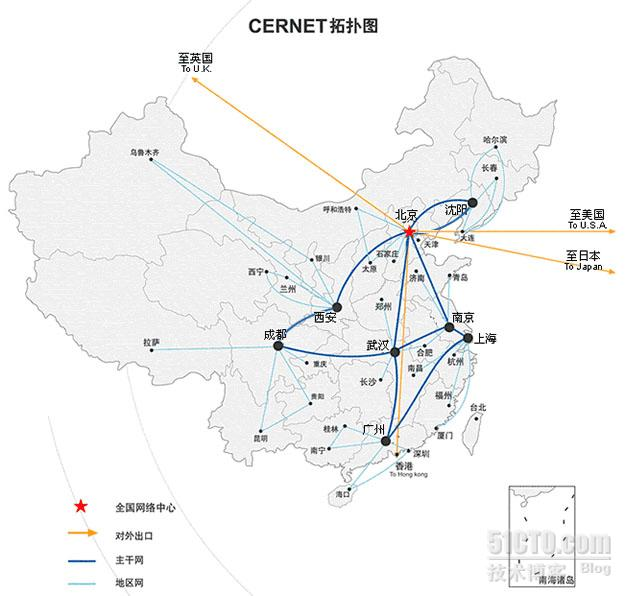 CERNET拓扑图
至英国
To U.K.
哈尔滨
乌鲁木齐
长春
呼和浩特
北京
沈阳
至美国
To U.S.A.
大连
天津
石家庄
银川
太原
至日本
To Japan
西宁
兰州
济南
青岛
郑州
西安
南京
成都
武汉
合肥
上海
拉萨
重庆
南昌
杭州
长沙
贵阳
福州
台北
桂林
广州
厦门
昆明
南宁
深圳
香港
To Hong kong
海口
全国网络中心
对外出口
主干网
地区网
51CTO.com
技术博客 Blog
南海诸岛